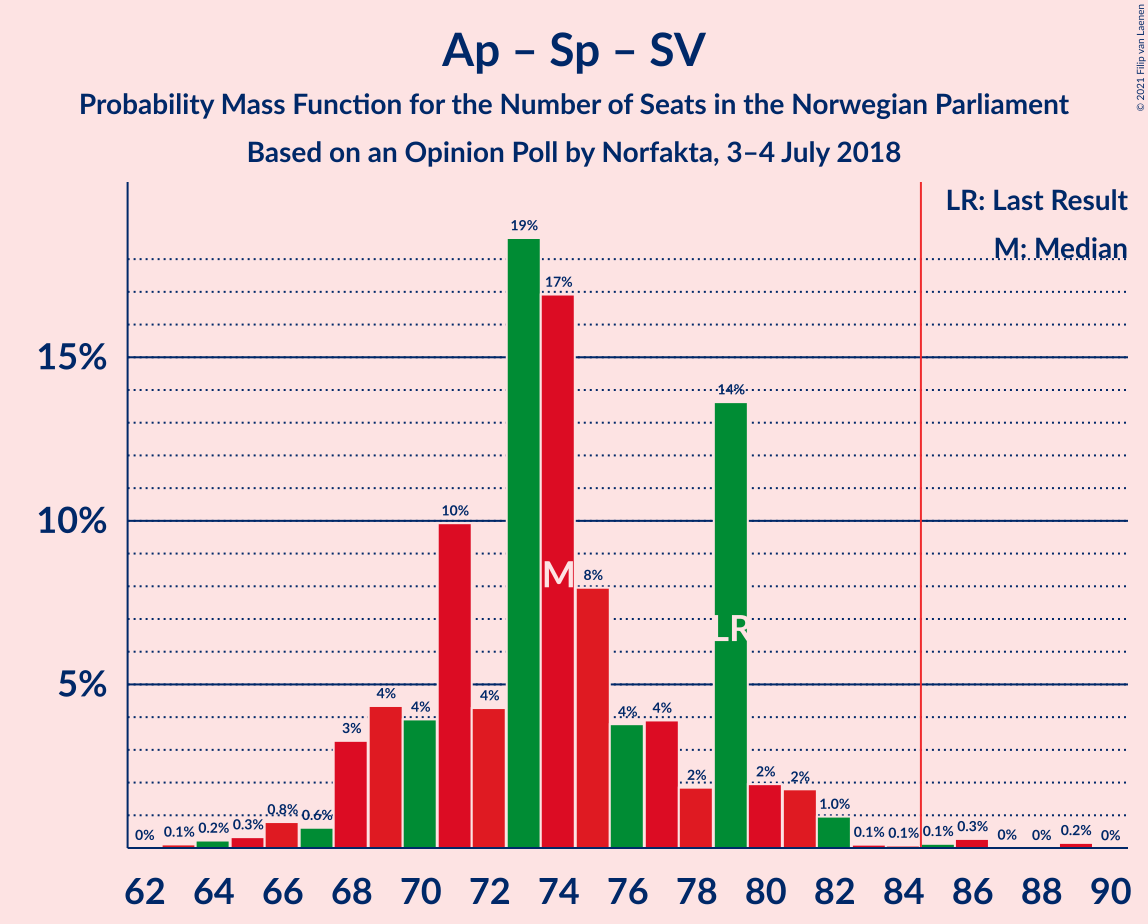 Ap – Sp – SV
Probability Mass Function for the Number of Seats in the Norwegian Parliament
Based on an Opinion Poll by Norfakta, 3–4 July 2018
© 2021 Filip van Laenen
LR: Last Result
M: Median
15%
10%
5%
0% 0.1% 0.2% 0.3% 0.8% 0.6% 3% 4% 4% 10% 4% 19% 17% 8% 4% 4% 2% 14% 2% 2% 1.0% 0.1% 0.1% 0.1% 0.3% 0% 0% 0.2% 0%
M
LR
62 64 66 68 70 72 74 76 78 80 82 84 86 88 90